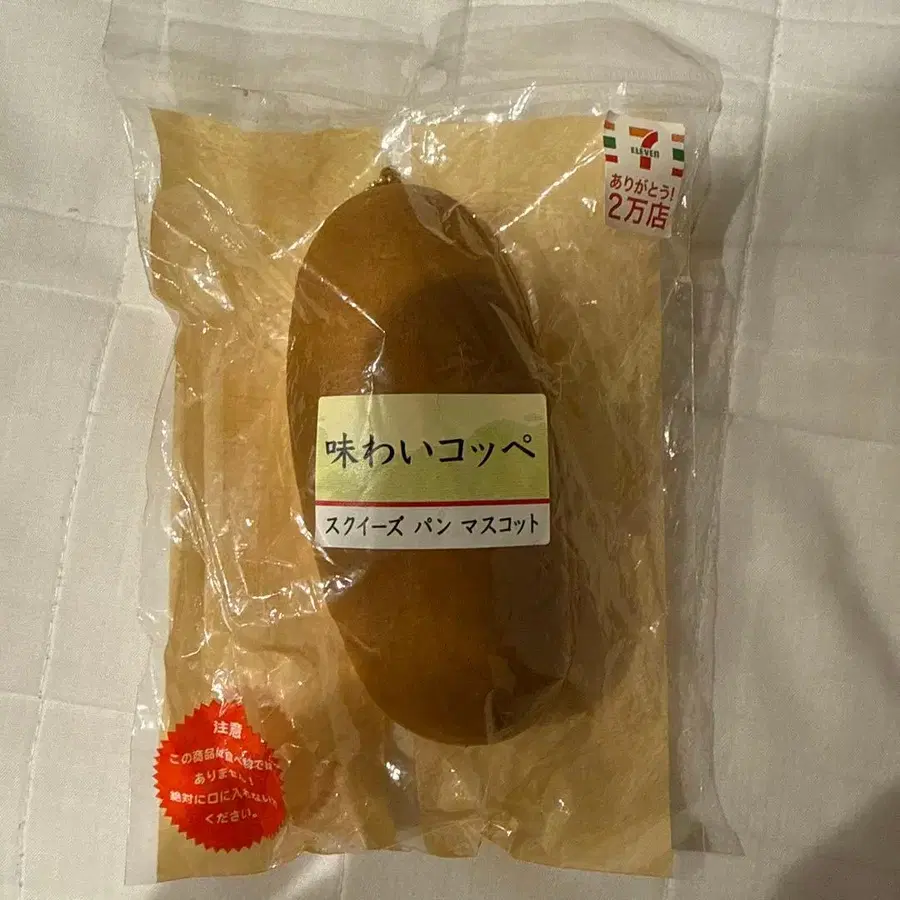 7
ELEVEN
ありがとう!
2万店
味わいコッペ
スクイーズ パン マスコット
注意
この商品は食べ物では
ありません!
絶対に口に入れないで
ください。